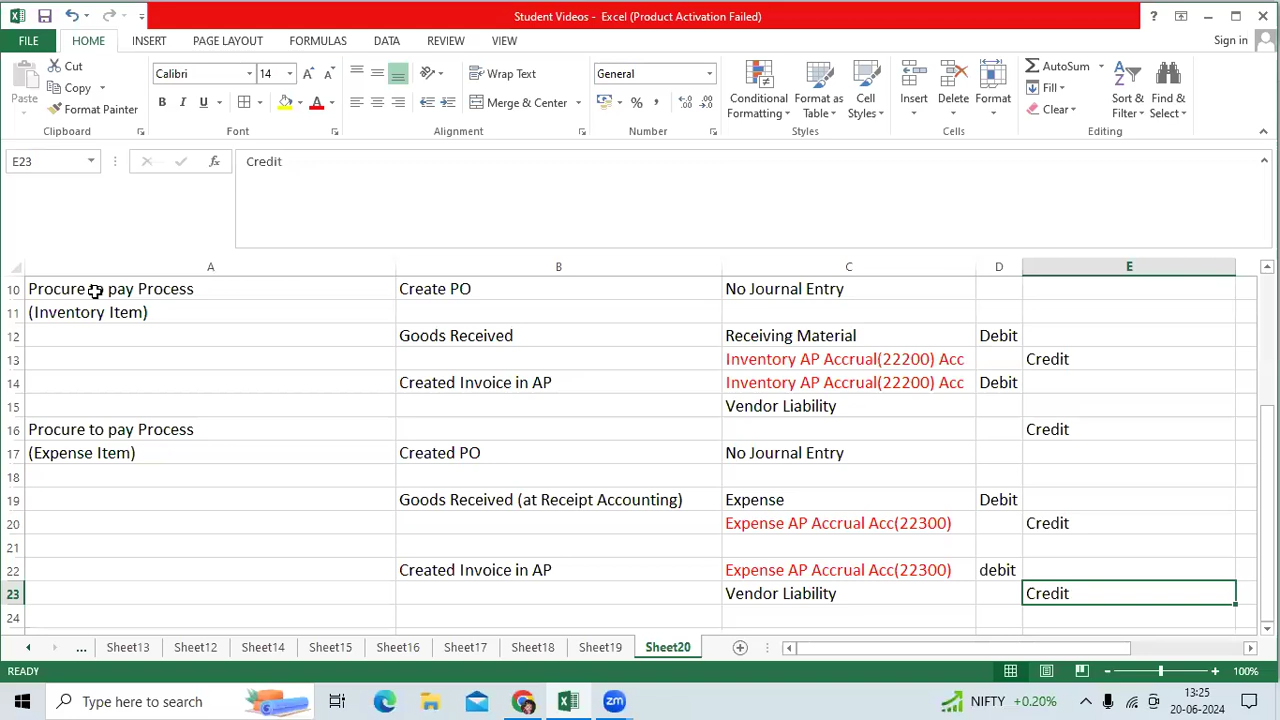 Student Videos - Excel (Product Activation Failed)
?
FILE HOME INSERT PAGE LAYOUT FORMULAS DATA REVIEW VIEW
Sign in
Paste
Cut
Copy
Format Painter
Clipboard
Calibri 14
B I U
Font
Wrap Text
Merge & Center
Alignment
General
% ,
Number
Conditional Formatting
Format as Table
Cell Styles
Styles
Insert Delete Format
Cells
AutoSum
Fill
Clear
Sort & Filter
Find & Select
Editing
E23 fx Credit
A B C D E
10 Procure to pay Process Create PO No Journal Entry
11 (Inventory Item)
12 Goods Received Receiving Material Debit
13 Inventory AP Accrual(22200) Acc Credit
14 Created Invoice in AP Inventory AP Accrual(22200) Acc Debit
15 Vendor Liability
16 Procure to pay Process Credit
17 (Expense Item) Created PO No Journal Entry
18
19 Goods Received (at Receipt Accounting) Expense Debit
20 Expense AP Accrual Acc(22300) Credit
21
22 Created Invoice in AP Expense AP Accrual Acc(22300) debit
23 Vendor Liability Credit
24
... Sheet13 Sheet12 Sheet14 Sheet15 Sheet16 Sheet17 Sheet18 Sheet19 Sheet20
READY 100%
Type here to search
zm
NIFTY +0.20%
13:25
20-06-2024